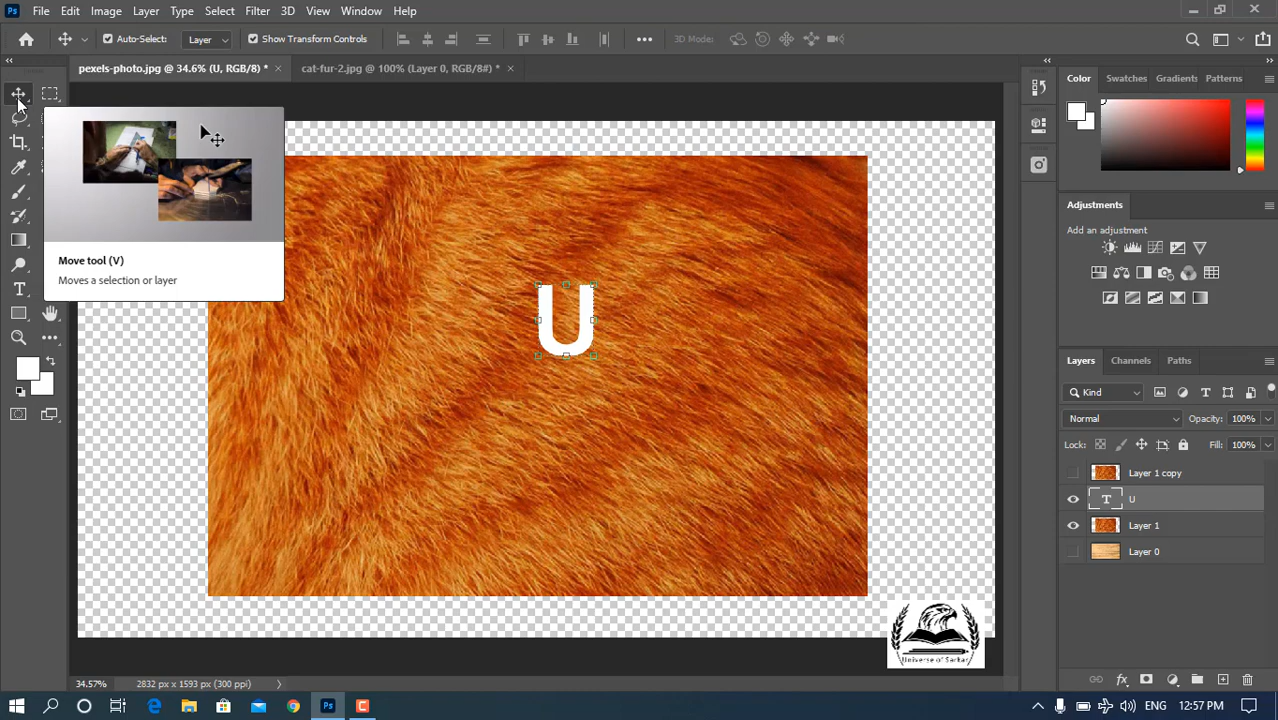 Ps File Edit Image Layer Type Select Filter 3D View Window Help
Auto-Select: Layer Show Transform Controls 3D Mode:
pexels-photo.jpg @ 34.6% (U, RGB/8) * × cat-fur-2.jpg @ 100% (Layer 0, RGB/8#) * ×
Color Swatches Gradients Patterns
Move tool (V)
Moves a selection or layer
U
Adjustments
Add an adjustment
Layers Channels Paths
Kind
Normal Opacity: 100%
Lock: Fill: 100%
Layer 1 copy
T U
Layer 1
Layer 0
Universe of Sarkar
34.57% 2832 px x 1593 px (300 ppi)
ENG 12:57 PM